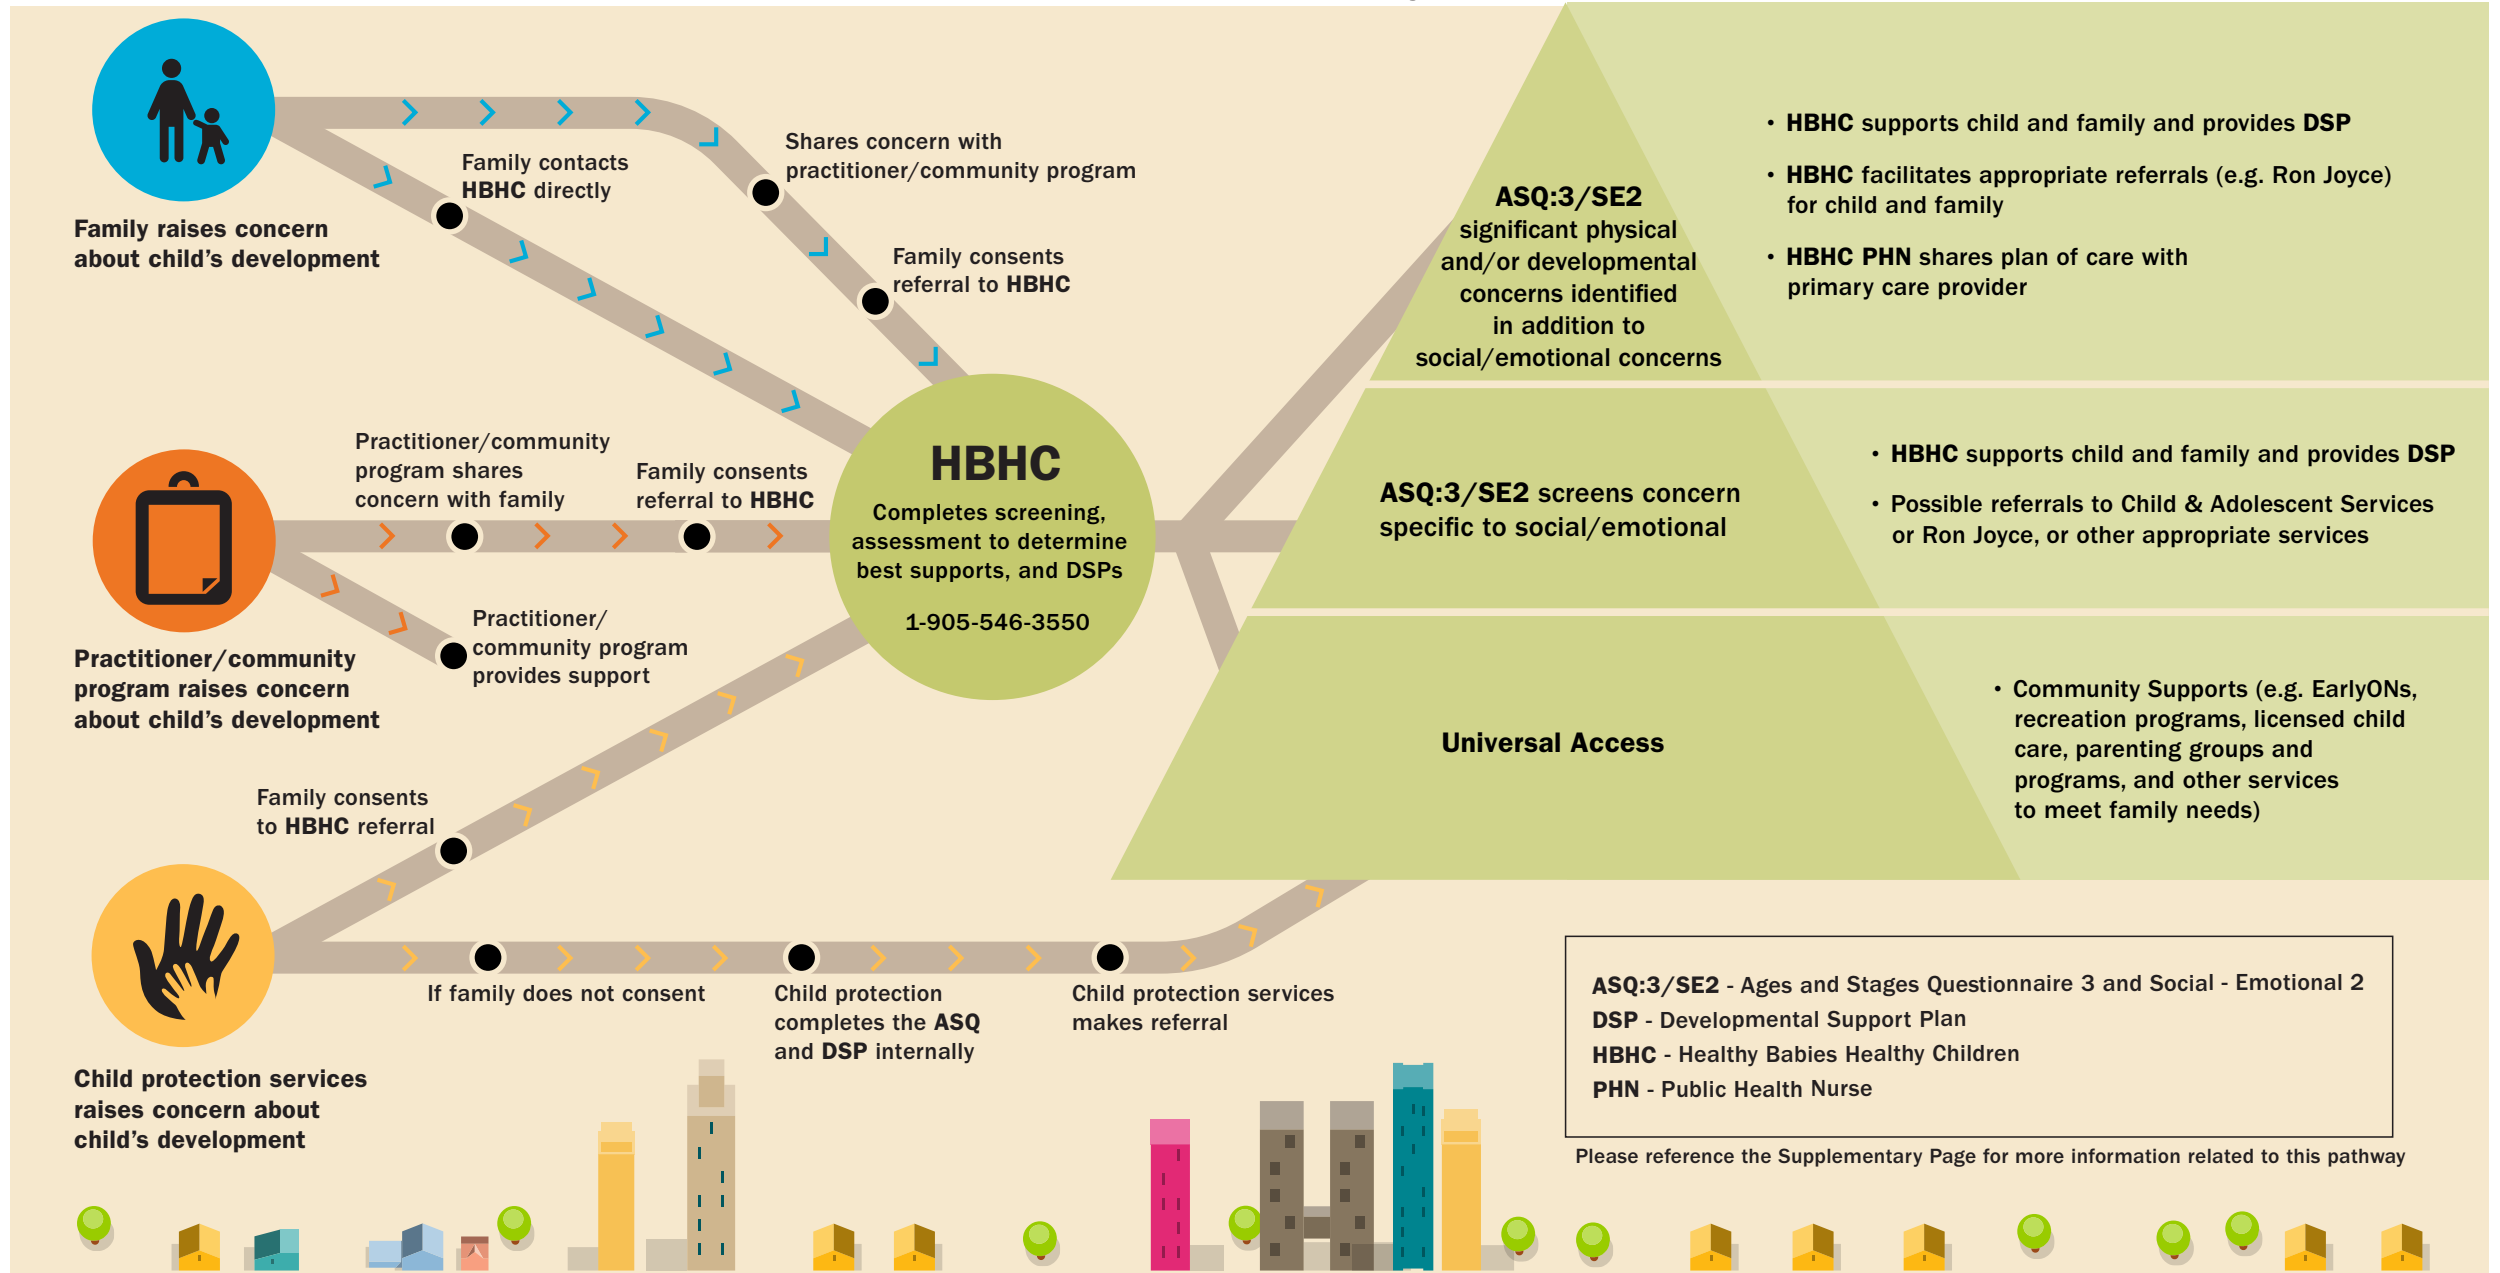 Family raises concern
about child's development
Family contacts
HBHC directly
Shares concern with
practitioner/community program
Family consents
referral to HBHC
Practitioner/community
program raises concern
about child's development
Practitioner/community
program shares
concern with family
Family consents
referral to HBHC
Practitioner/
community program
provides support
Child protection services
raises concern about
child's development
Family consents
to HBHC referral
If family does not consent
Child protection
completes the ASQ
and DSP internally
Child protection services
makes referral
HBHC
Completes screening,
assessment to determine
best supports, and DSPs
1-905-546-3550
ASQ:3/SE2
significant physical
and/or developmental
concerns identified
in addition to
social/emotional concerns
• HBHC supports child and family and provides DSP
• HBHC facilitates appropriate referrals (e.g. Ron Joyce)
for child and family
• HBHC PHN shares plan of care with
primary care provider
ASQ:3/SE2 screens concern
specific to social/emotional
• HBHC supports child and family and provides DSP
• Possible referrals to Child & Adolescent Services
or Ron Joyce, or other appropriate services
Universal Access
• Community Supports (e.g. EarlyONs,
recreation programs, licensed child
care, parenting groups and
programs, and other services
to meet family needs)
ASQ:3/SE2 - Ages and Stages Questionnaire 3 and Social - Emotional 2
DSP - Developmental Support Plan
HBHC - Healthy Babies Healthy Children
PHN - Public Health Nurse
Please reference the Supplementary Page for more information related to this pathway